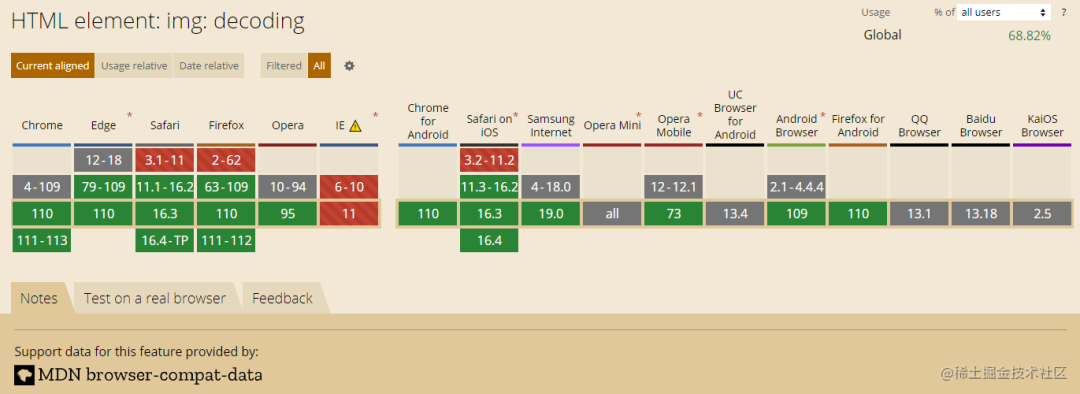 HTML element: img: decoding
Usage % of all users ?
Global 68.82%
Current aligned Usage relative Date relative Filtered All
Chrome Edge * Safari Firefox * Opera IE * Chrome for Android Safari on iOS * Samsung Internet Opera Mini * Opera Mobile * UC Browser for Android Android Browser * Firefox for Android QQ Browser Baidu Browser KaiOS Browser
12-18 3.1-11 2-62 3.2-11.2
4-109 79-109 11.1-16.2 63-109 10-94 6-10 11.3-16.2 4-18.0 12-12.1 2.1-4.4.4
110 110 16.3 110 95 11 110 16.3 19.0 all 73 13.4 109 110 13.1 13.18 2.5
111-113 16.4-TP 111-112 16.4
Notes Test on a real browser Feedback
Support data for this feature provided by:
MDN browser-compat-data
@稀土掘金技术社区